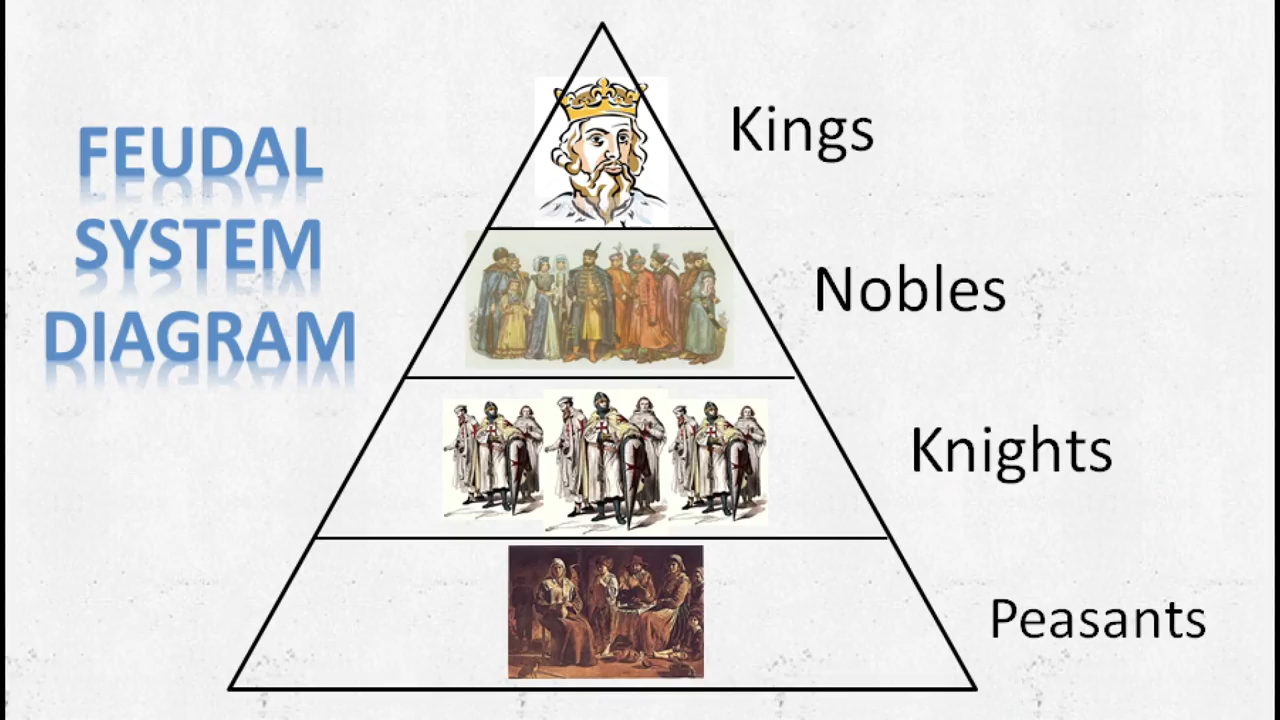 FEUDAL
SYSTEM
DIAGRAM
Kings
Nobles
Knights
Peasants